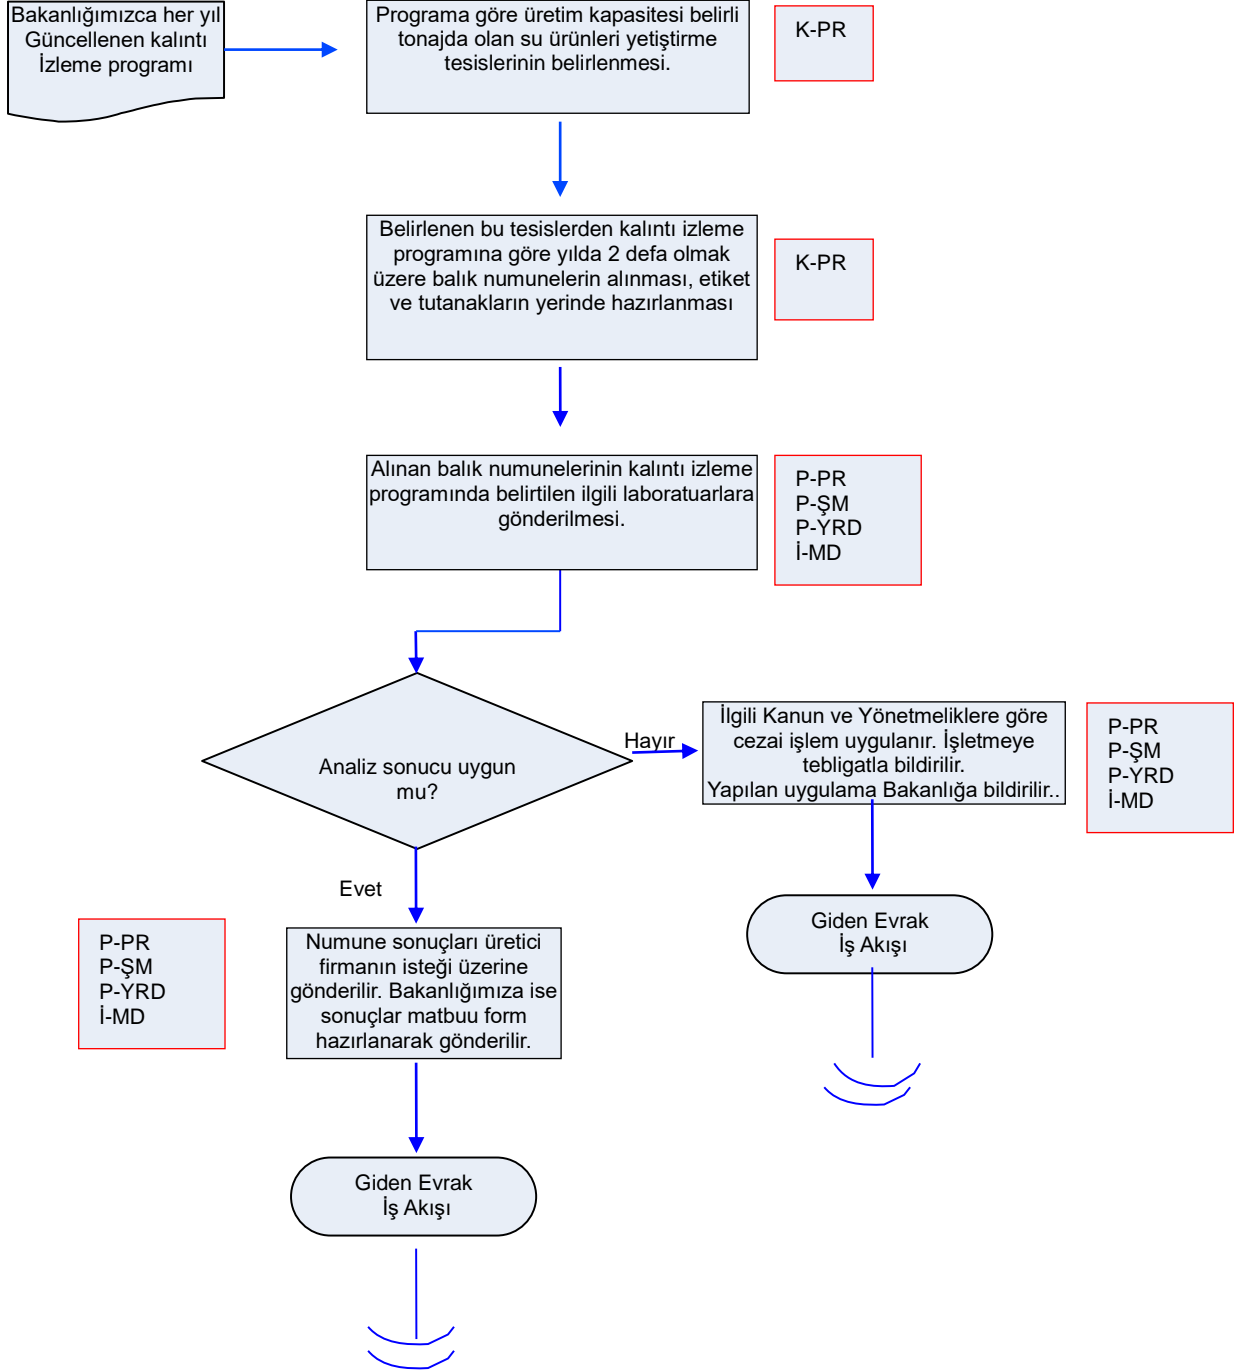 Bakanlığımızca her yıl
Güncellenen kalıntı
İzleme programı
Programa göre üretim kapasitesi belirli
tonajda olan su ürünleri yetiştirme
tesislerinin belirlenmesi.
K-PR
Belirlenen bu tesislerden kalıntı izleme
programına göre yılda 2 defa olmak
üzere balık numunelerin alınması, etiket
ve tutanakların yerinde hazırlanması
K-PR
Alınan balık numunelerinin kalıntı izleme
programında belirtilen ilgili laboratuarlara
gönderilmesi.
P-PR
P-ŞM
P-YRD
İ-MD
Analiz sonucu uygun
mu?
Hayır
İlgili Kanun ve Yönetmeliklere göre
cezai işlem uygulanır. İşletmeye
tebligatla bildirilir.
Yapılan uygulama Bakanlığa bildirilir..
P-PR
P-ŞM
P-YRD
İ-MD
Giden Evrak
İş Akışı
Evet
P-PR
P-ŞM
P-YRD
İ-MD
Numune sonuçları üretici
firmanın isteği üzerine
gönderilir. Bakanlığımıza ise
sonuçlar matbuu form
hazırlanarak gönderilir.
Giden Evrak
İş Akışı